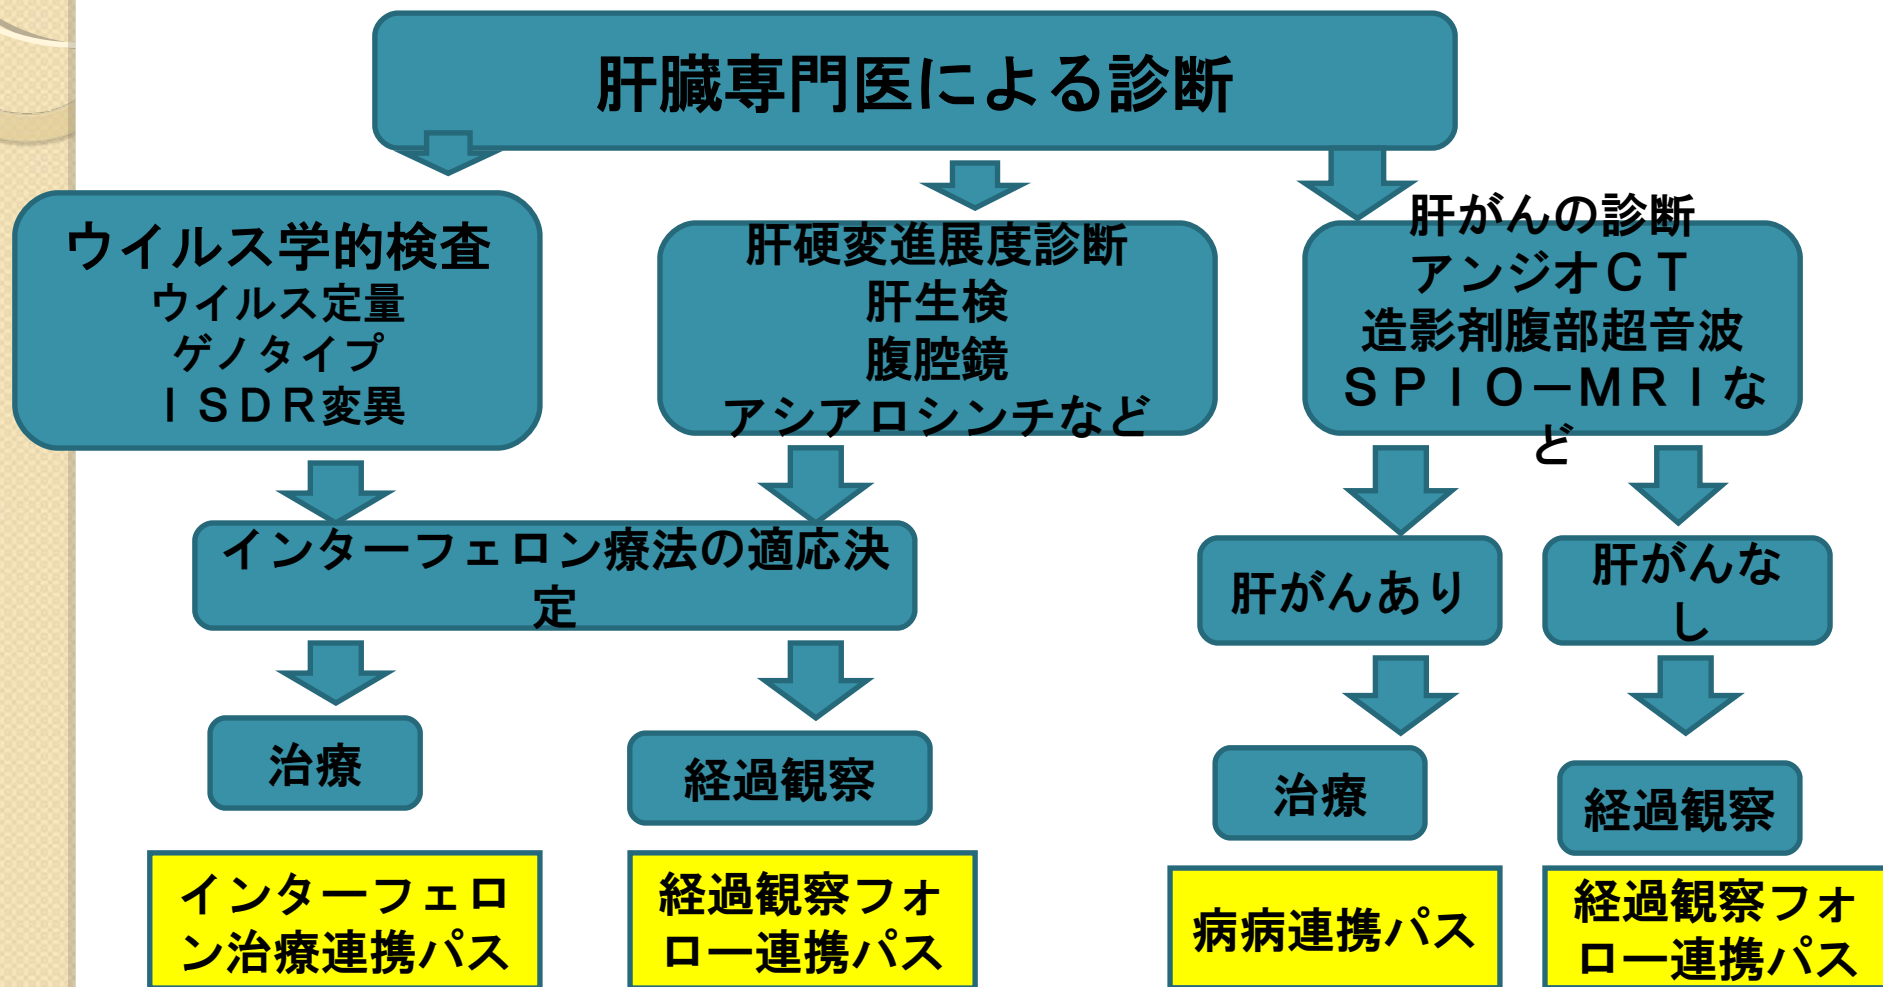 肝臓専門医による診断
ウイルス学的検査
ウイルス定量
ゲノタイプ
ＩＳＤＲ変異
肝硬変進展度診断
肝生検
腹腔鏡
アシアロシンチなど
肝がんの診断
アンジオＣＴ
造影剤腹部超音波
ＳＰＩＯ－ＭＲＩな
ど
インターフェロン療法の適応決
定
肝がんあり
肝がんな
し
治療
経過観察
治療
経過観察
インターフェロ
ン治療連携パス
経過観察フォ
ロー連携パス
病病連携パス
経過観察フォ
ロー連携パス